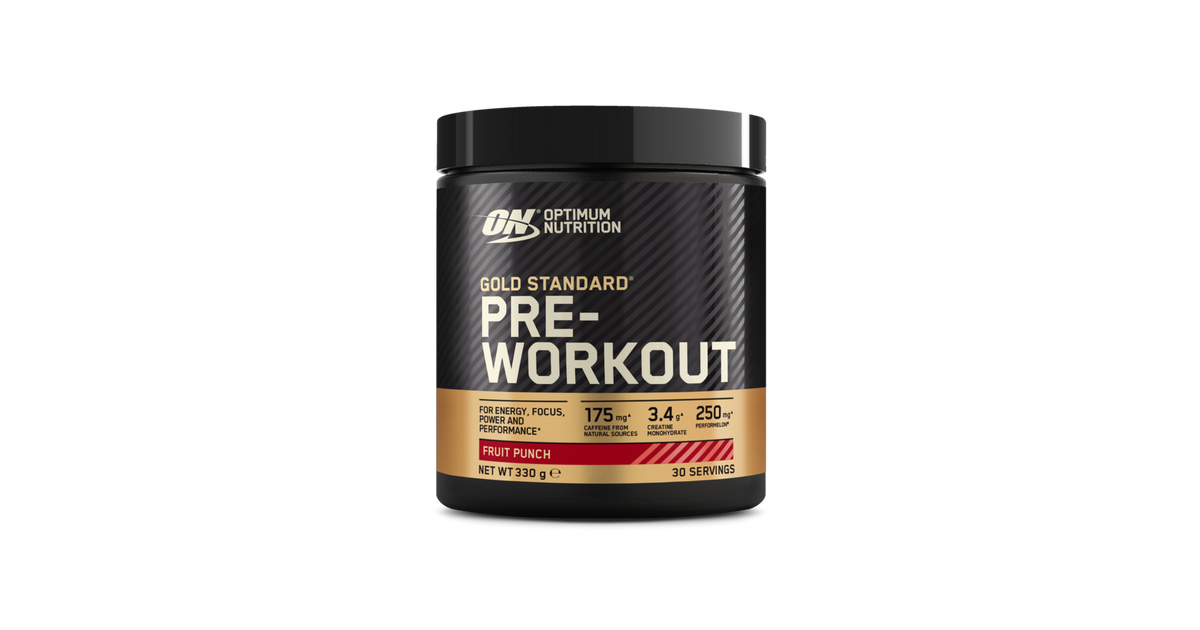 ON® OPTIMUM
NUTRITION
GOLD STANDARD®
PRE-
WORKOUT
FOR ENERGY, FOCUS,
POWER AND
PERFORMANCE*
175 mg▲
CAFFEINE FROM
NATURAL SOURCES
3.4 g▲
CREATINE
MONOHYDRATE
250 mg▲
PERFORMELON®
FRUIT PUNCH
NET WT 330 g ℮
30 SERVINGS